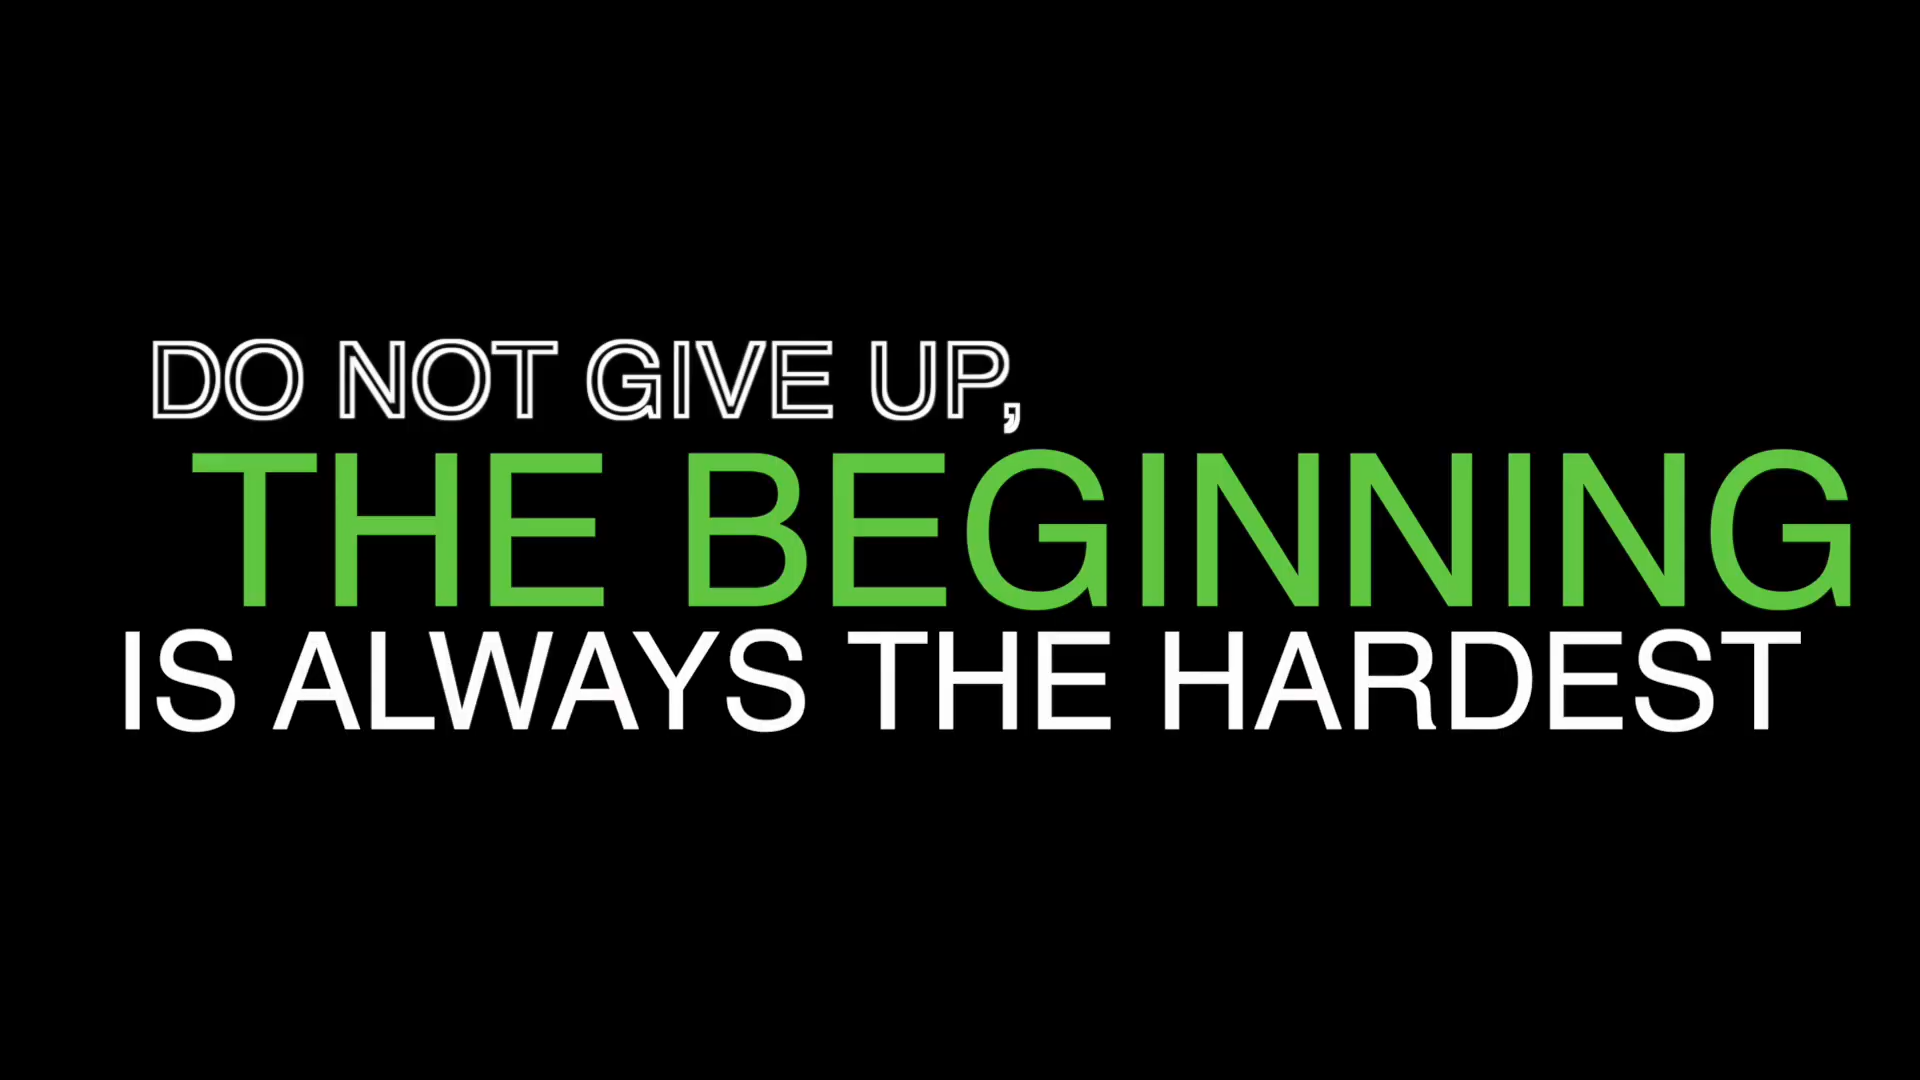 DO NOT GIVE UP,
THE BEGINNING
IS ALWAYS THE HARDEST